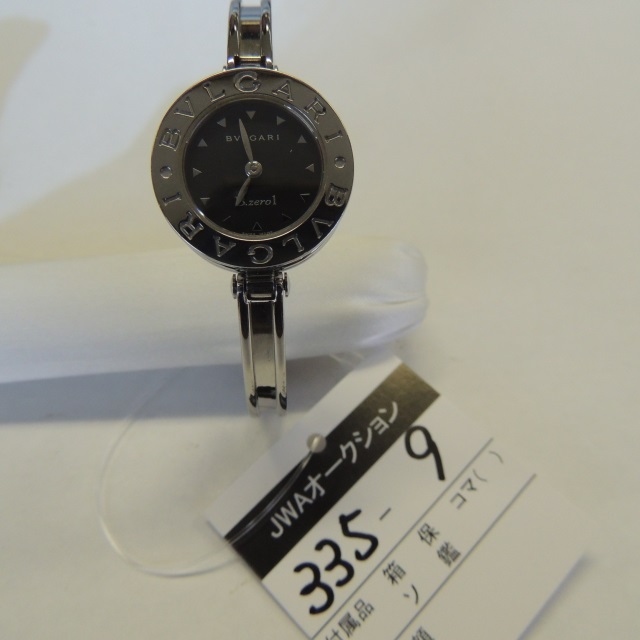 BVLGARI
BVLGARI
BVLGARI
B.zero1
JWAオークション
335-9
付属品 箱 保 コマ( )
ソ 鑑